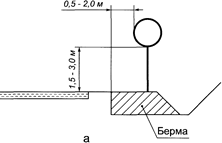 0,5 - 2,0 м
1,5 - 3,0 м
Берма
а